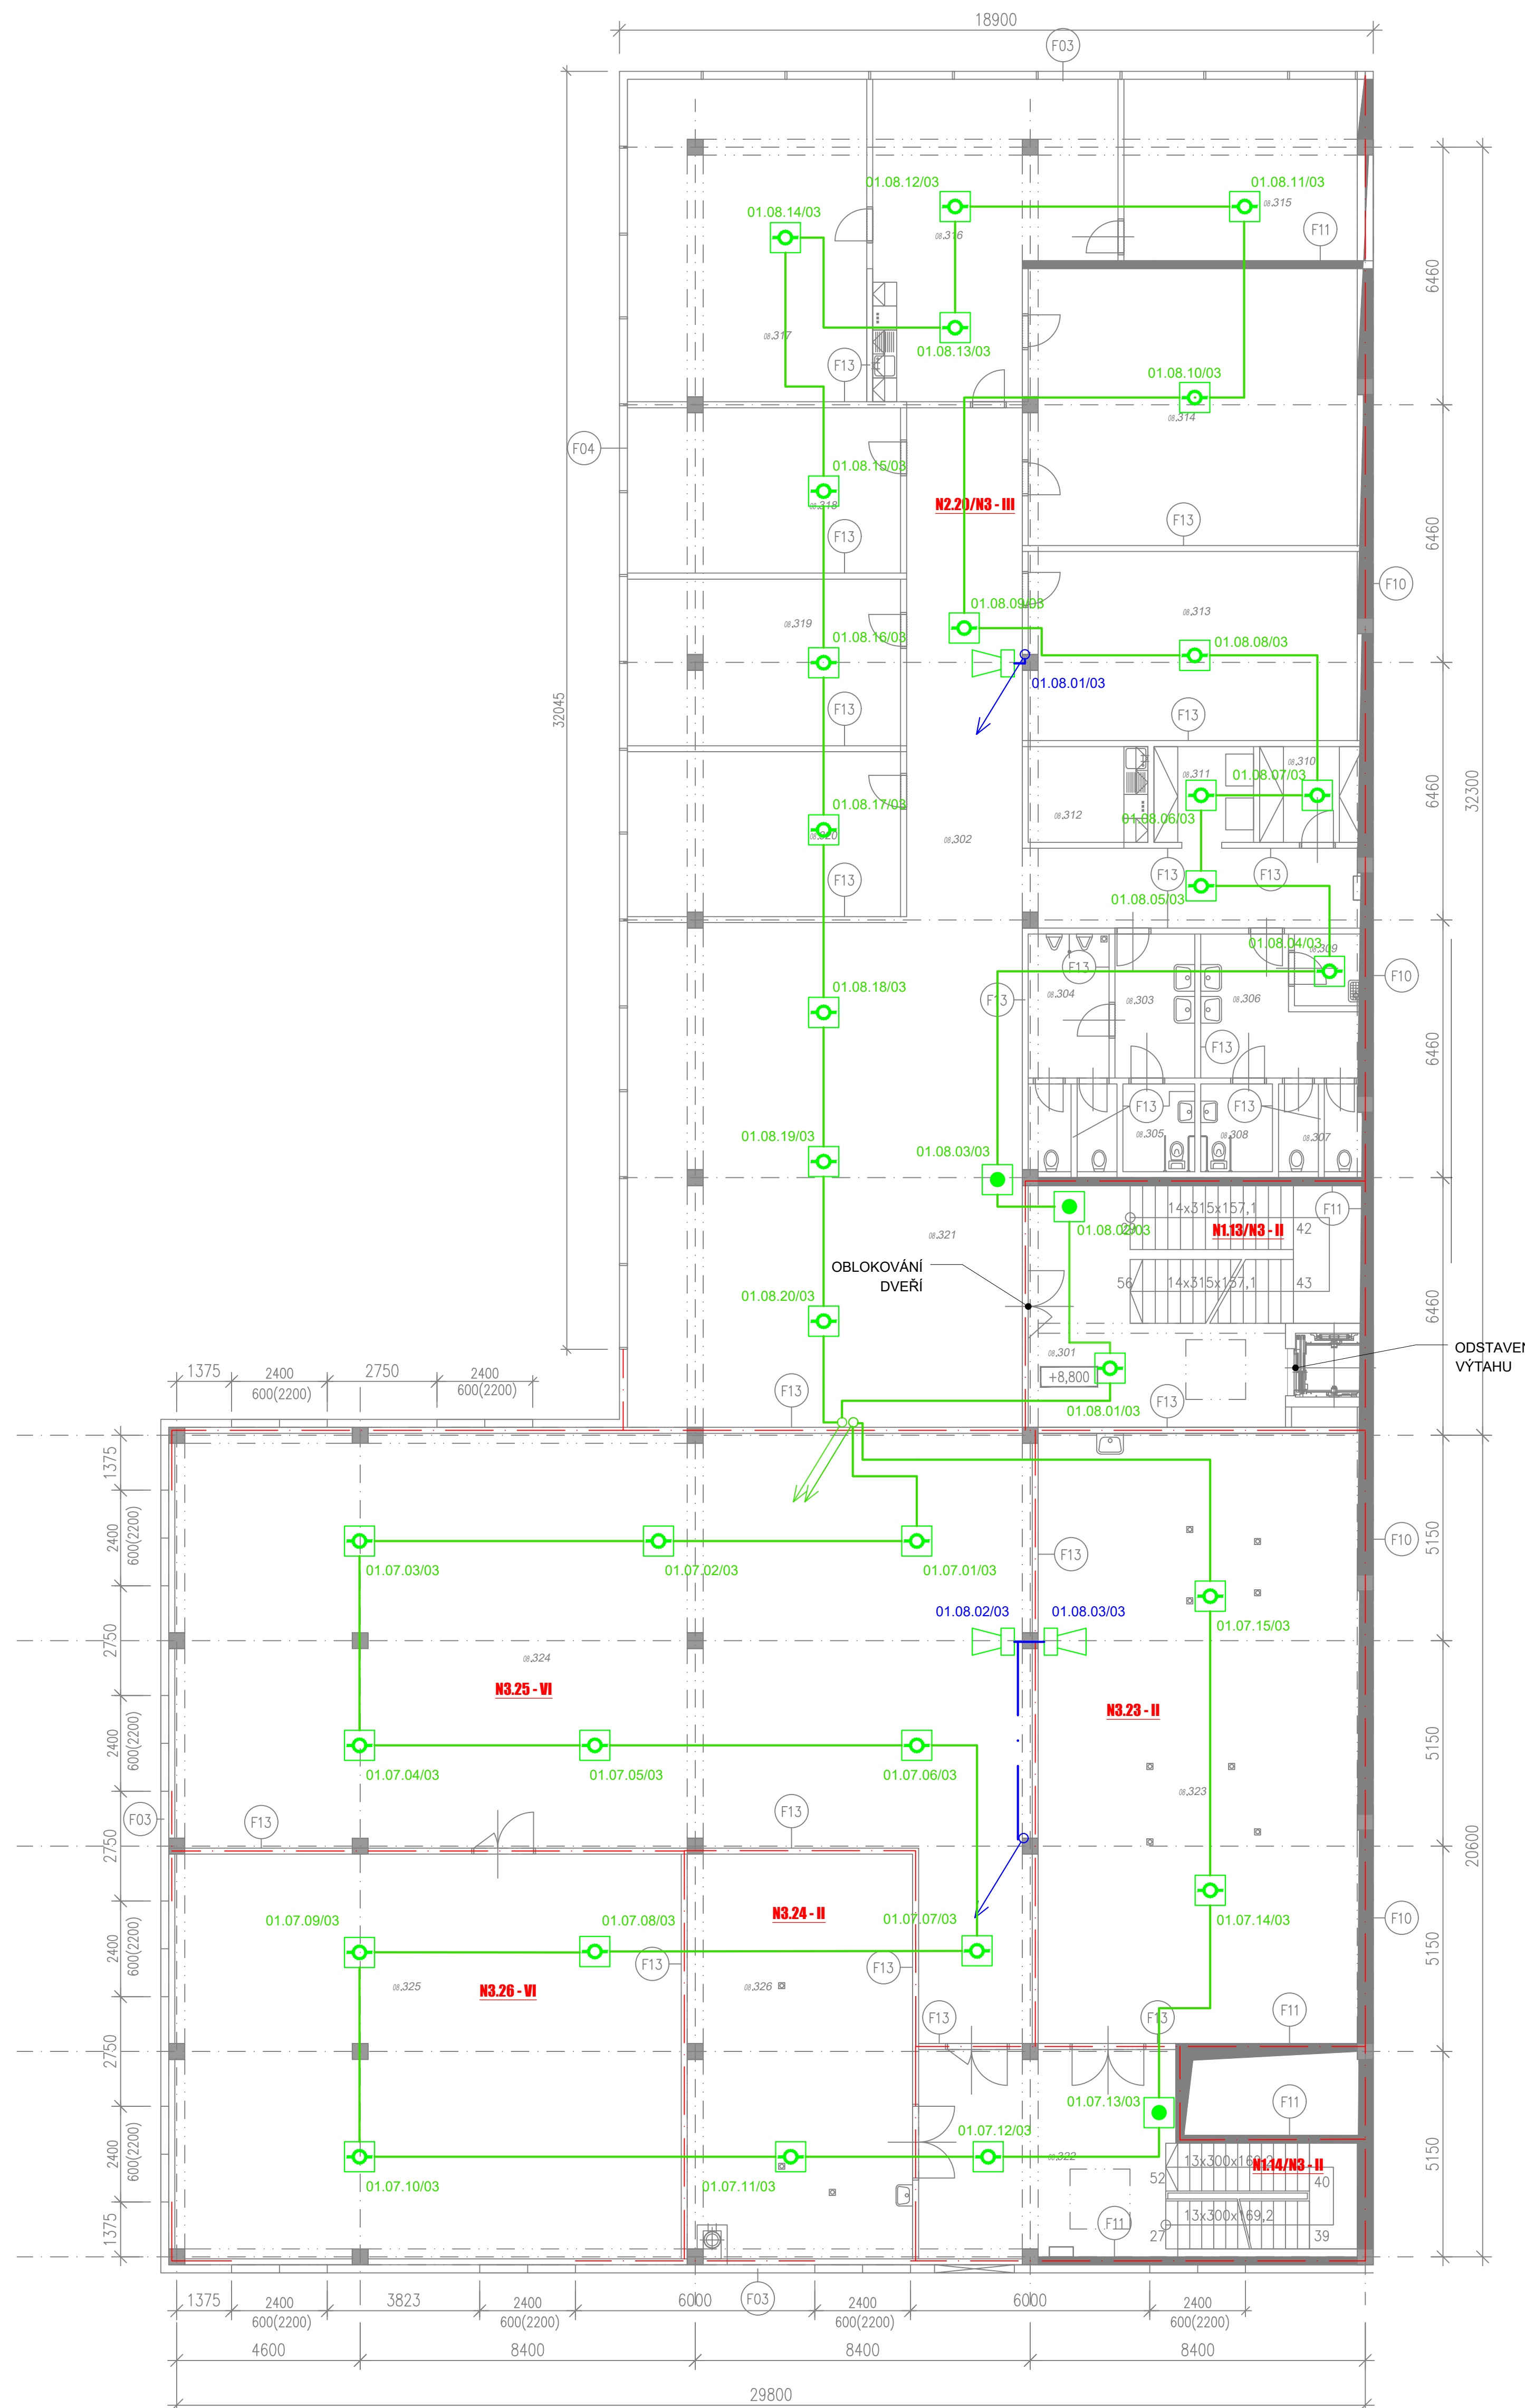 18900
F03
01.08.12/03
01.08.11/03
08.315
01.08.14/03
08.316
F11
6460
08.317
01.08.13/03
F13
01.08.10/03
08.314
F04
01.08.15/03
08.318
N2.20/N3 - III
F13
F13
6460
F10
01.08.09/03
08.313
08.319
01.08.16/03
01.08.08/03
01.08.01/03
32045
F13
F13
08.310
08.311
01.08.07/03
6460
32300
01.08.17/03
08.320
08.312
01.08.06/03
08.302
F13
F13
F13
01.08.05/03
01.08.04/03
08.309
F13
F10
01.08.18/03
F13
08.304
08.303
08.306
F13
6460
F13
F13
01.08.19/03
08.305
08.308
08.307
01.08.03/03
14x315x157,1
F11
01.08.02/03
29
N1.13/N3 - II
42
08.321
OBLOKOVÁNÍ
DVEŘÍ
56
14x315x157,1
43
01.08.20/03
6460
08.301
ODSTAVEN
VÝTAHU
1375
2400
600(2200)
2750
2400
600(2200)
+8,800
F13
01.08.01/03
F13
1375
2400
600(2200)
5150
F13
F10
01.07.03/03
01.07.02/03
01.07.01/03
01.08.02/03
01.08.03/03
01.07.15/03
2750
08.324
N3.25 - VI
N3.23 - II
2400
600(2200)
5150
01.07.04/03
01.07.05/03
01.07.06/03
08.323
F03
F13
F13
20600
2750
N3.24 - II
01.07.09/03
01.07.08/03
01.07.07/03
01.07.14/03
F10
2400
600(2200)
5150
F13
F13
08.325
N3.26 - VI
08.326
F13
F13
F11
2750
01.07.13/03
F11
01.07.12/03
08.322
2400
600(2200)
5150
13x300x169,2
N1.14/N3 - II
52
40
01.07.10/03
01.07.11/03
13x300x169,2
1375
F11
27
39
1375
2400
600(2200)
3823
2400
600(2200)
6000
F03
2400
600(2200)
6000
2400
600(2200)
4600
8400
8400
8400
29800